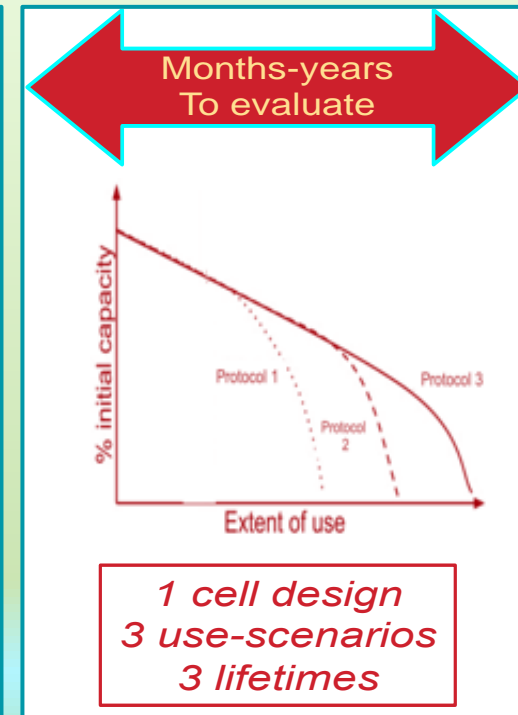 Months-years
To evaluate
% initial capacity
Protocol 1
Protocol
2
Protocol 3
Extent of use
1 cell design
3 use-scenarios
3 lifetimes